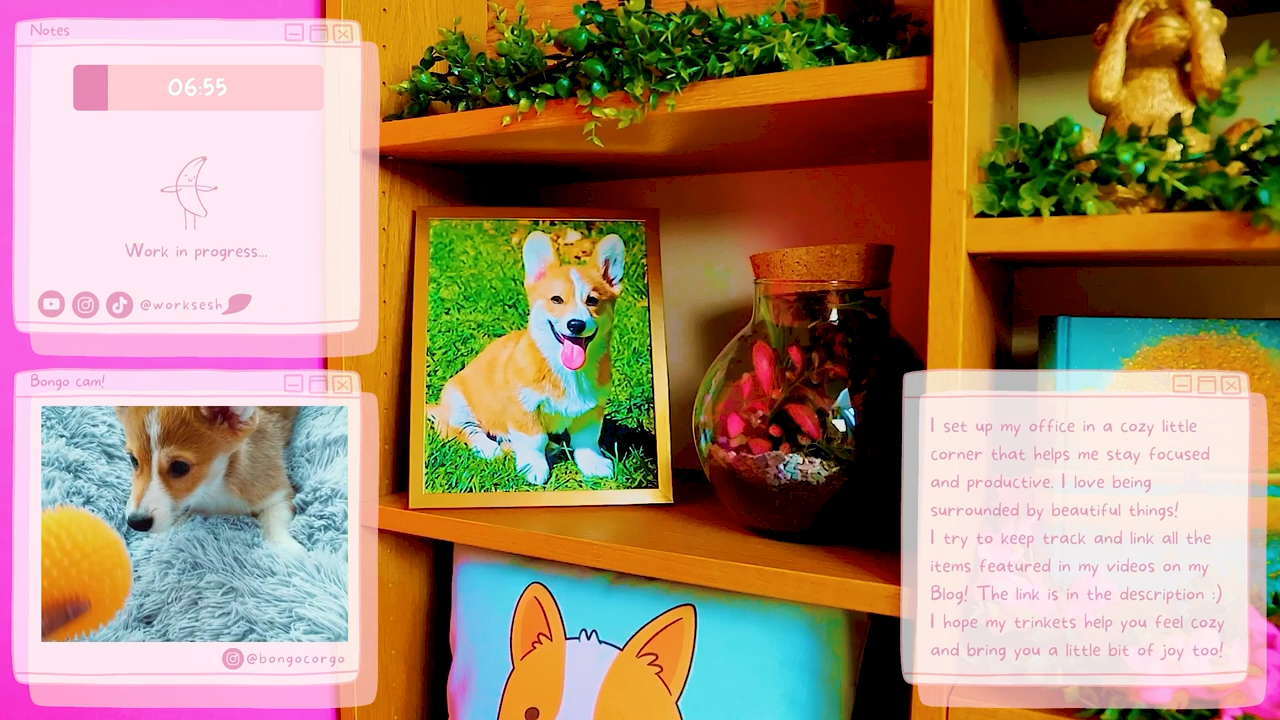 Notes
06:55
Work in progress...
@worksesh
Bongo cam!
@bongocorgo
I set up my office in a cozy little
corner that helps me stay focused
and productive. I love being
surrounded by beautiful things!
I try to keep track and link all the
items featured in my videos on my
Blog! The link is in the description :)
I hope my trinkets help you feel cozy
and bring you a little bit of joy too!